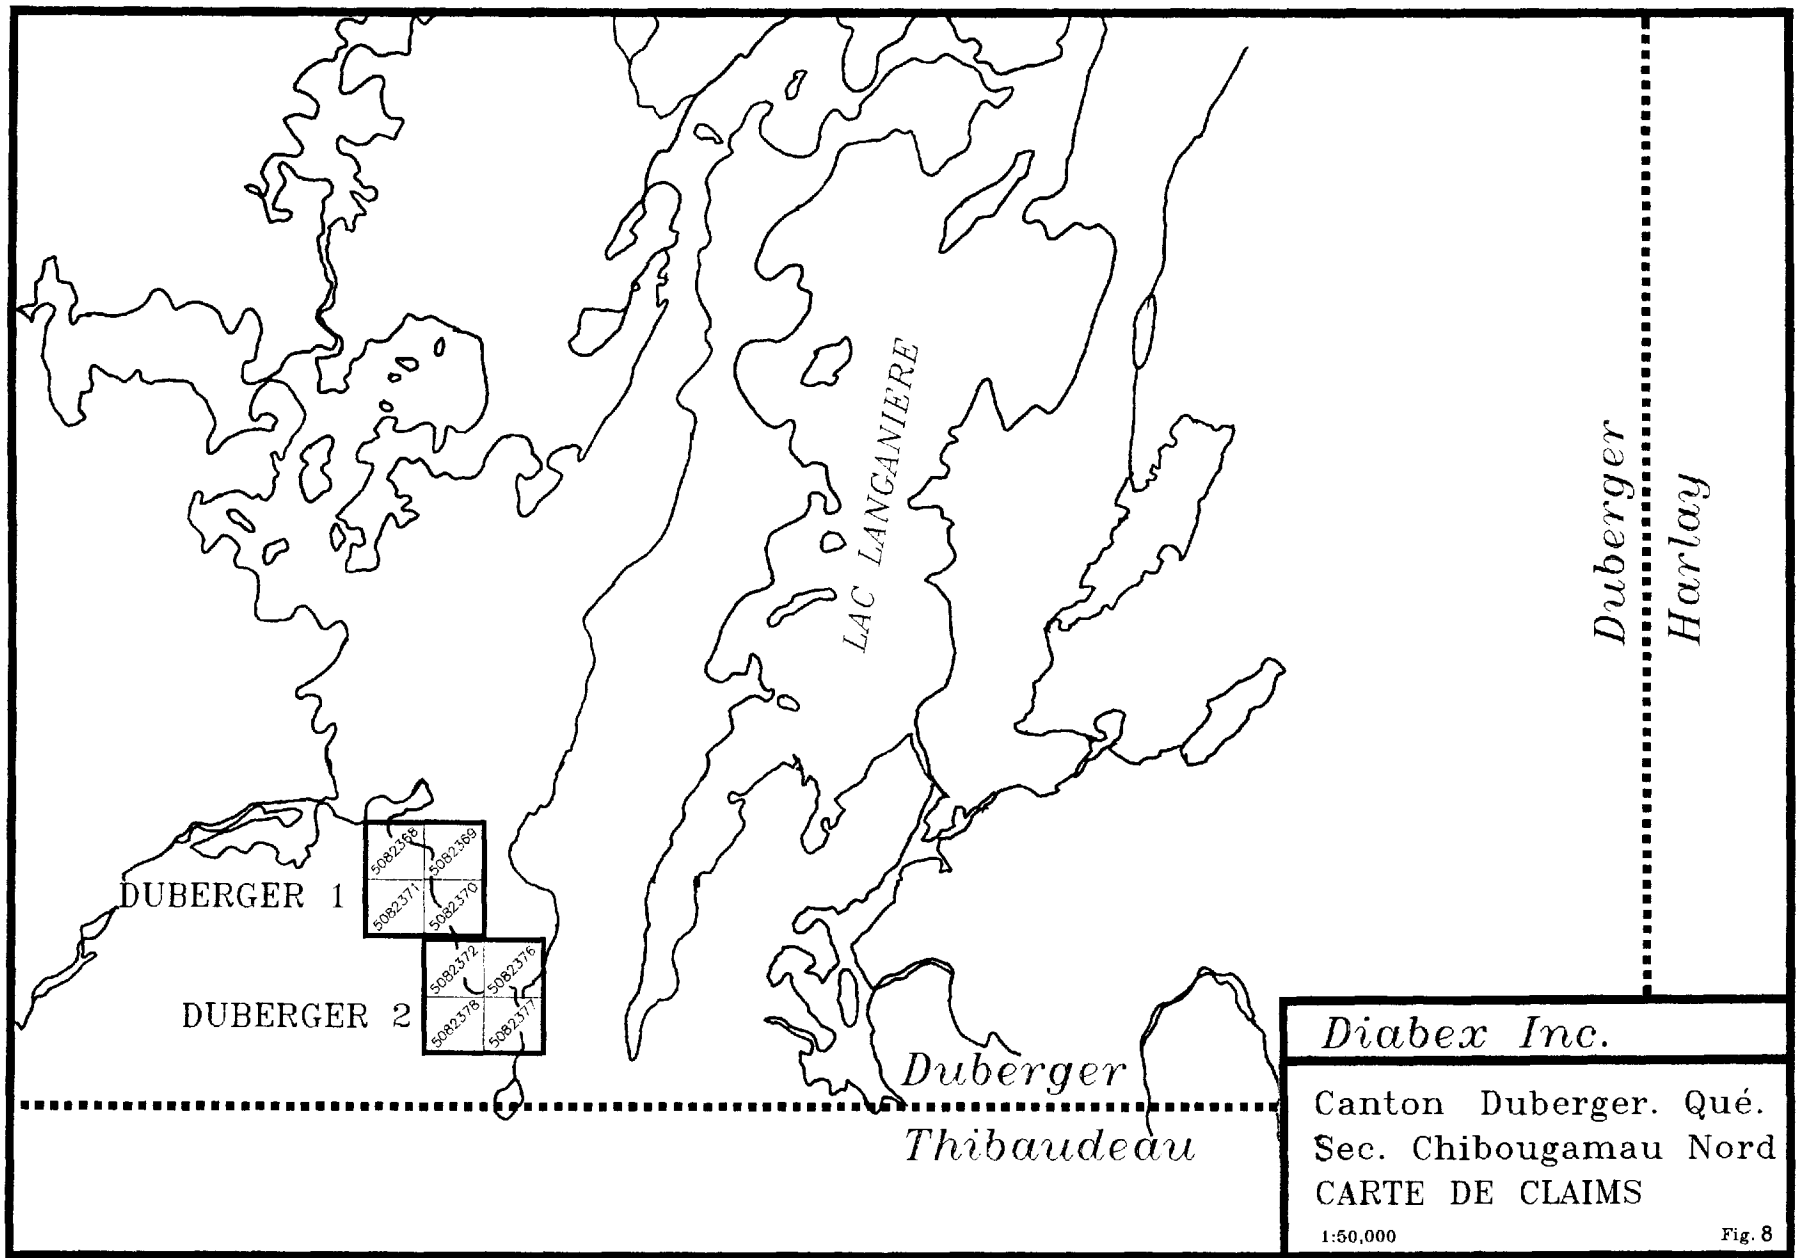 LAC LANGANIERE
Duberger
Harlay
DUBERGER 1
5082368
5082369
5082371
5082370
DUBERGER 2
5082372
5082376
5082378
5082377
Duberger
Thibaudeau
Diabex Inc.
Canton Duberger. Qué.
Sec. Chibougamau Nord
CARTE DE CLAIMS
1:50,000
Fig. 8